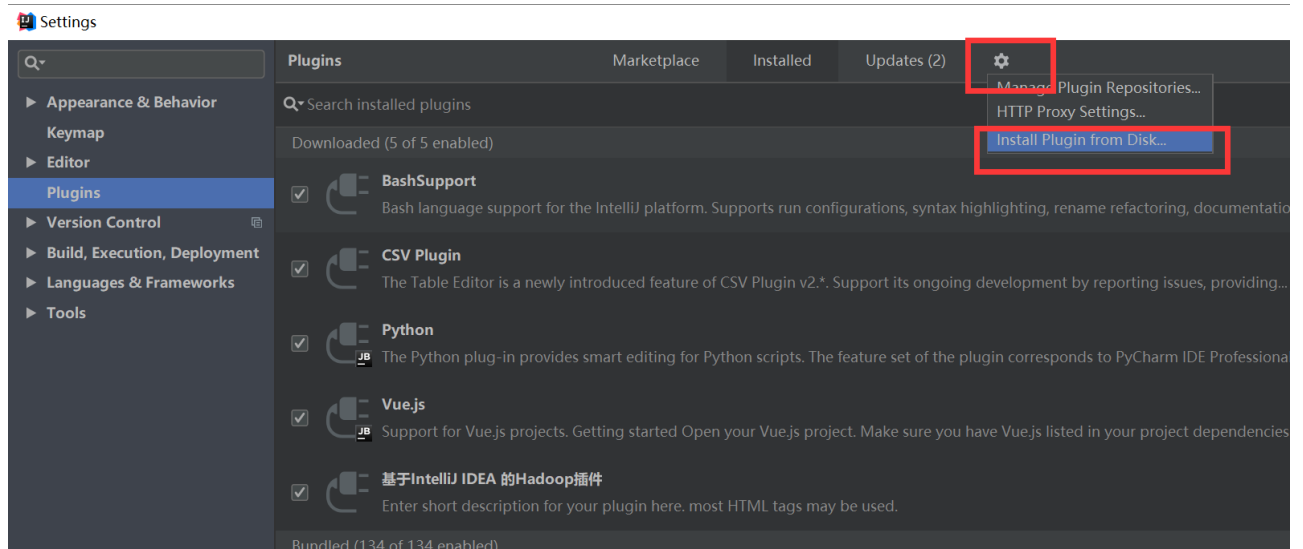 Settings
Plugins Marketplace Installed Updates (2)
Search installed plugins
Manage Plugin Repositories...
HTTP Proxy Settings...
Install Plugin from Disk...
Appearance & Behavior
Keymap
Editor
Plugins
Version Control
Build, Execution, Deployment
Languages & Frameworks
Tools
Downloaded (5 of 5 enabled)
BashSupport
Bash language support for the IntelliJ platform. Supports run configurations, syntax highlighting, rename refactoring, documentatio
CSV Plugin
The Table Editor is a newly introduced feature of CSV Plugin v2.*. Support its ongoing development by reporting issues, providing...
Python
JB
The Python plug-in provides smart editing for Python scripts. The feature set of the plugin corresponds to PyCharm IDE Professiona
Vue.js
JB
Support for Vue.js projects. Getting started Open your Vue.js project. Make sure you have Vue.js listed in your project dependencies
基于IntelliJ IDEA 的Hadoop插件
Enter short description for your plugin here. most HTML tags may be used.
Bundled (134 of 134 enabled)